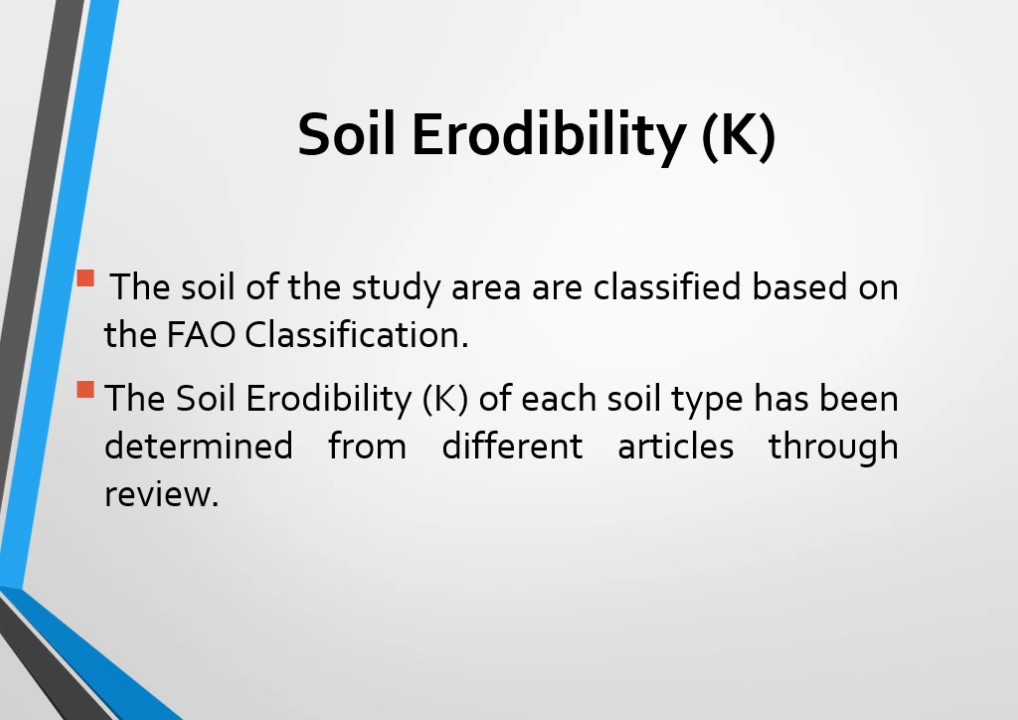 Soil Erodibility (K)
The soil of the study area are classified based on
the FAO Classification.
The Soil Erodibility (K) of each soil type has been
determined from different articles through
review.